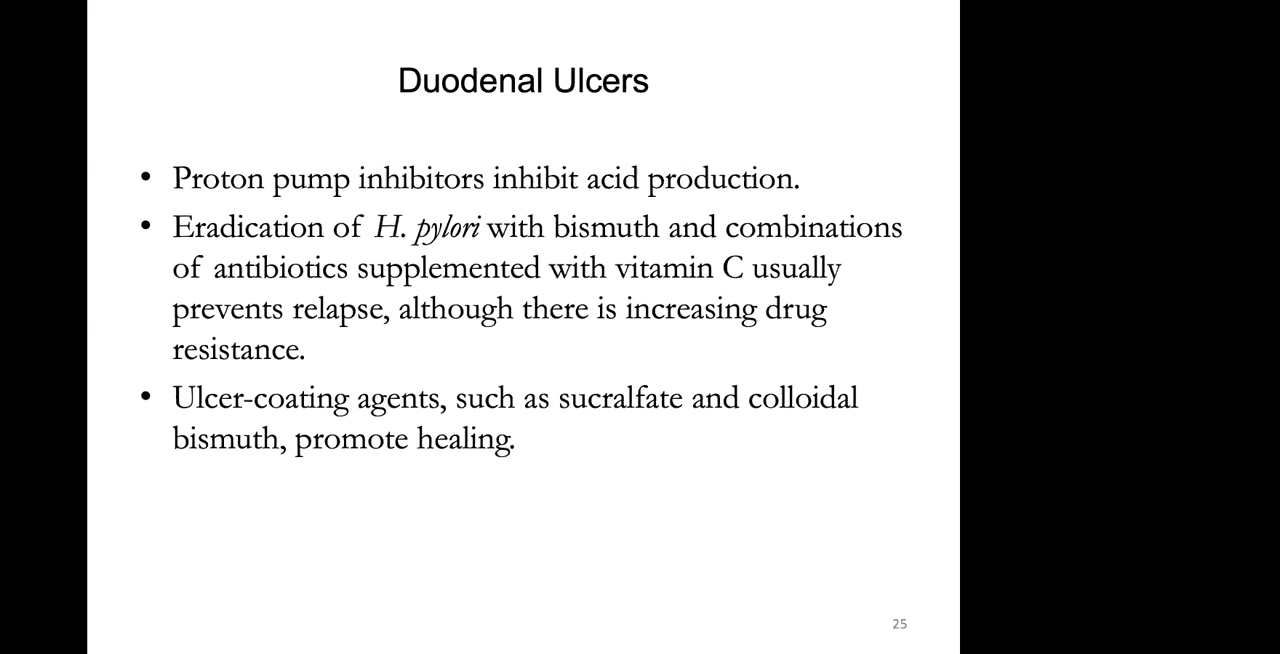 Duodenal Ulcers
• Proton pump inhibitors inhibit acid production.
• Eradication of H. pylori with bismuth and combinations
of antibiotics supplemented with vitamin C usually
prevents relapse, although there is increasing drug
resistance.
• Ulcer-coating agents, such as sucralfate and colloidal
bismuth, promote healing.
25